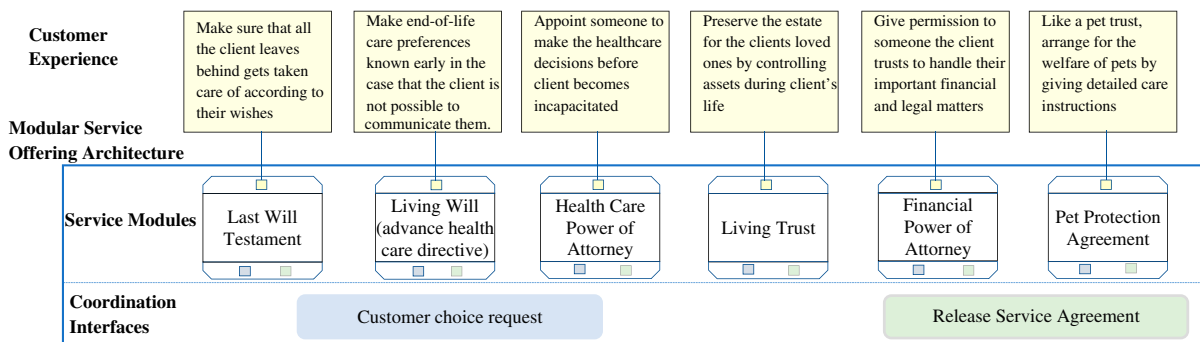 Customer
Experience
Make sure that all
the client leaves
behind gets taken
care of according to
their wishes
Make end-of-life
care preferences
known early in the
case that the client is
not possible to
communicate them.
Appoint someone to
make the healthcare
decisions before
client becomes
incapacitated
Preserve the estate
for the clients loved
ones by controlling
assets during client’s
life
Give permission to
someone the client
trusts to handle their
important financial
and legal matters
Like a pet trust,
arrange for the
welfare of pets by
giving detailed care
instructions
Modular Service
Offering Architecture
Service Modules
Last Will
Testament
Living Will
(advance health
care directive)
Health Care
Power of
Attorney
Living Trust
Financial
Power of
Attorney
Pet Protection
Agreement
Coordination
Interfaces
Customer choice request
Release Service Agreement